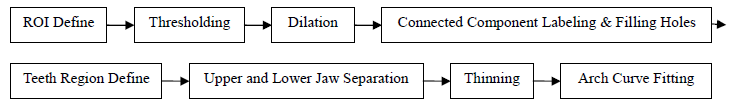 ROI Define Thresholding Dilation Connected Component Labeling & Filling Holes
Teeth Region Define Upper and Lower Jaw Separation Thinning Arch Curve Fitting